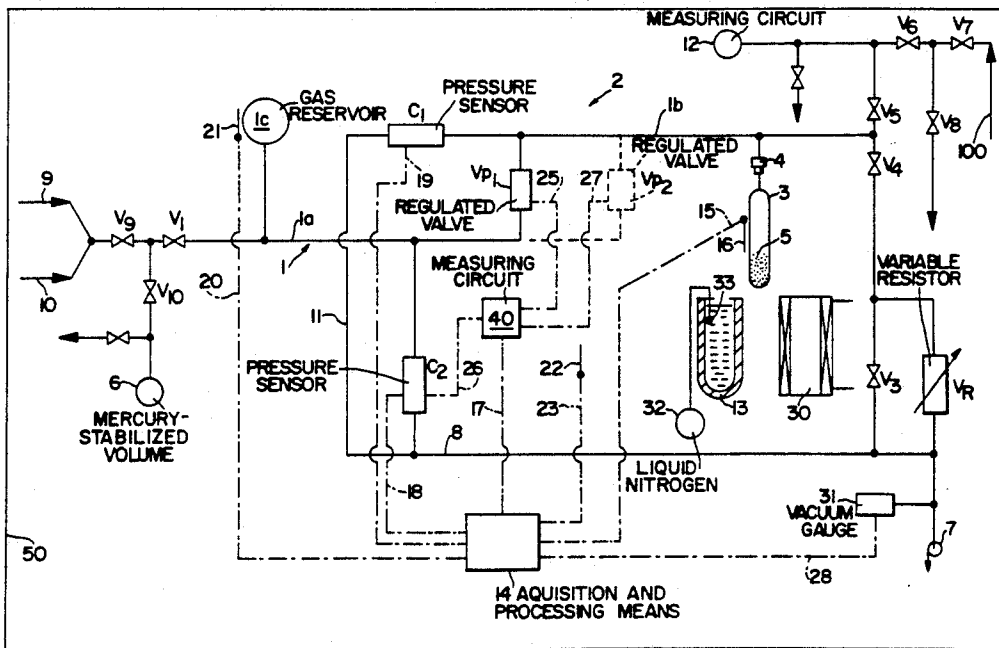 MEASURING CIRCUIT
12
V6
V7
GAS RESERVOIR
1c
21
C1
PRESSURE SENSOR
2
1b
V5
V8
100
REGULATED VALVE
19
Vp1
25
27
Vp2
4
V4
9
V9
V1
1a
REGULATED VALVE
15
3
16
5
10
1
MEASURING CIRCUIT
VARIABLE RESISTOR
20
V10
11
40
33
PRESSURE SENSOR
C2
26
22
V3
6
17
23
13
30
VR
MERCURY-STABILIZED VOLUME
32
8
LIQUID NITROGEN
18
31
VACUUM GAUGE
7
50
28
14 AQUISITION AND PROCESSING MEANS